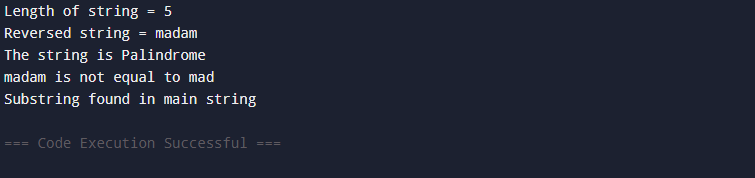 Length of string = 5
Reversed string = madam
The string is Palindrome
madam is not equal to mad
Substring found in main string
=== Code Execution Successful ===